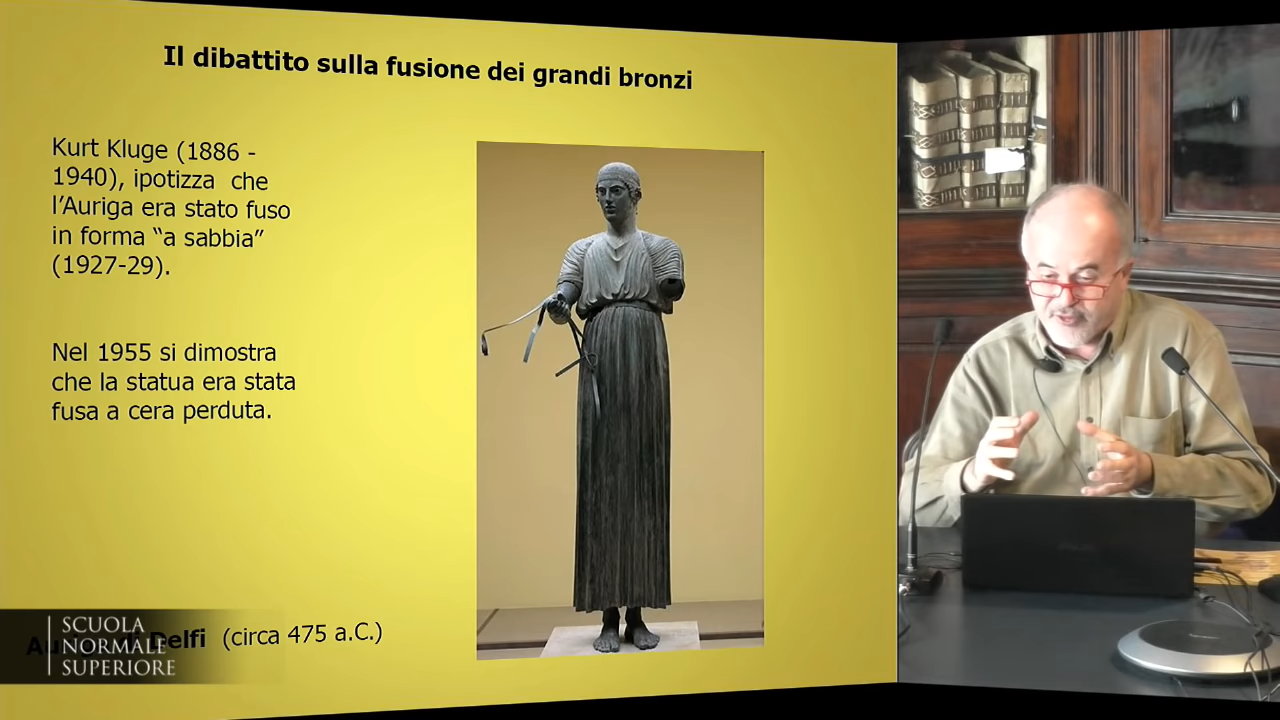 Il dibattito sulla fusione dei grandi bronzi
Kurt Kluge (1886 -
1940), ipotizza che
l’Auriga era stato fuso
in forma “a sabbia”
(1927-29).
Nel 1955 si dimostra
che la statua era stata
fusa a cera perduta.
Delfi (circa 475 a.C.)
SCUOLA
NORMALE
SUPERIORE